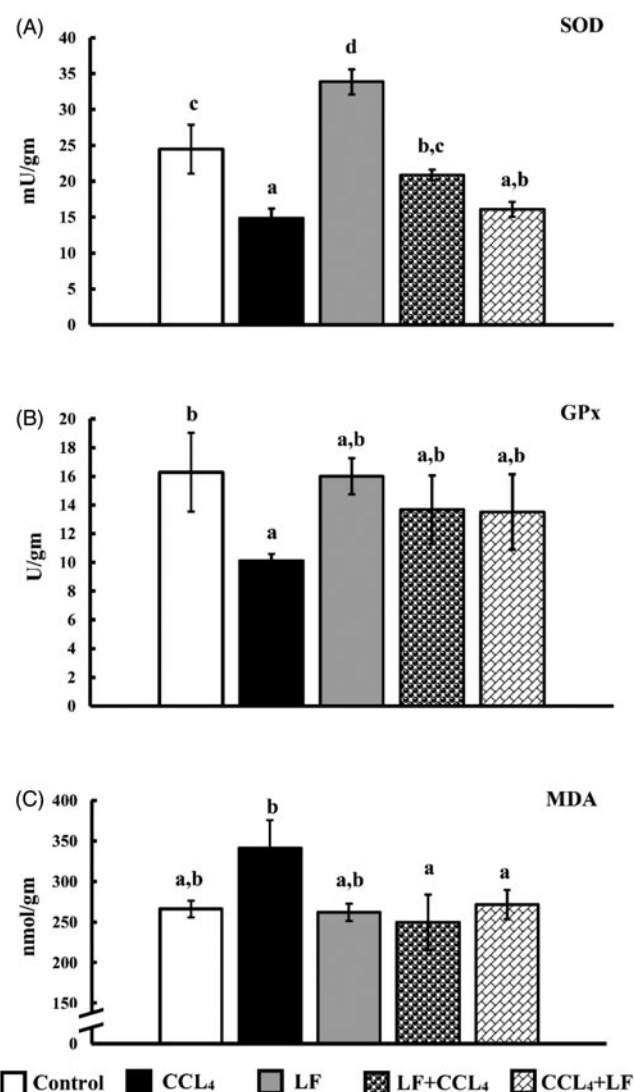 (A) SOD
40
35
30
25
20
15
10
5
0
mU/gm
c
a
d
b,c
a,b
(B) GPx
20
18
16
14
12
10
8
6
4
2
0
U/gm
b
a
a,b
a,b
a,b
(C) MDA
400
350
300
250
200
150
0
nmol/gm
a,b
b
a,b
a
a
Control CCL₄ LF LF+CCL₄ CCL₄+LF